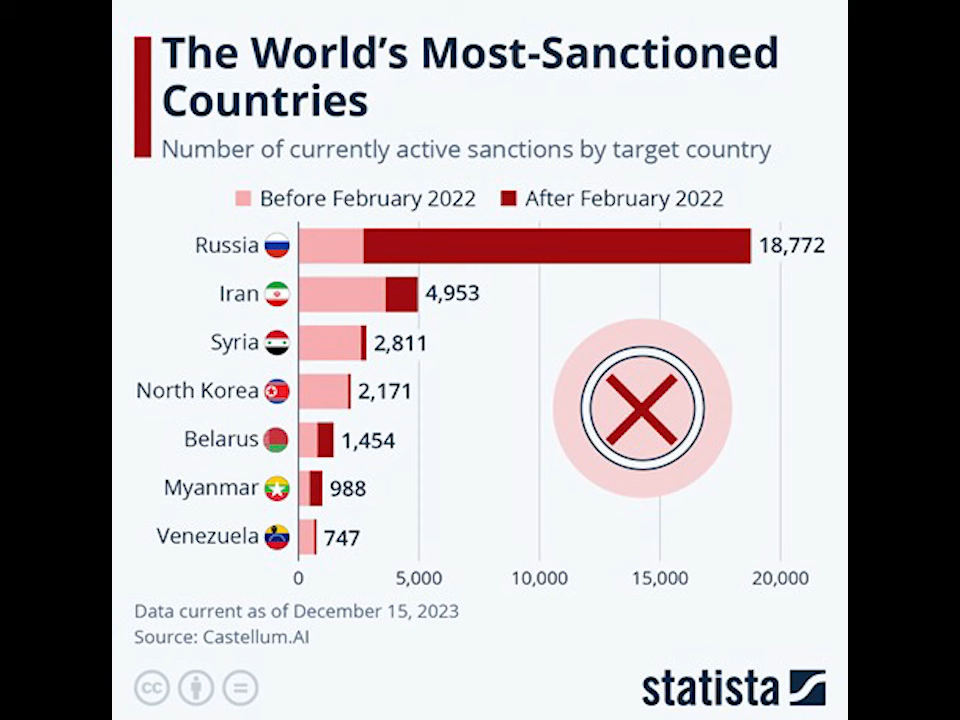 The World's Most-Sanctioned
Countries
Number of currently active sanctions by target country
Before February 2022 After February 2022
Russia 18,772
Iran 4,953
Syria 2,811
North Korea 2,171
Belarus 1,454
Myanmar 988
Venezuela 747
0 5,000 10,000 15,000 20,000
Data current as of December 15, 2023
Source: Castellum.AI
cc
statista